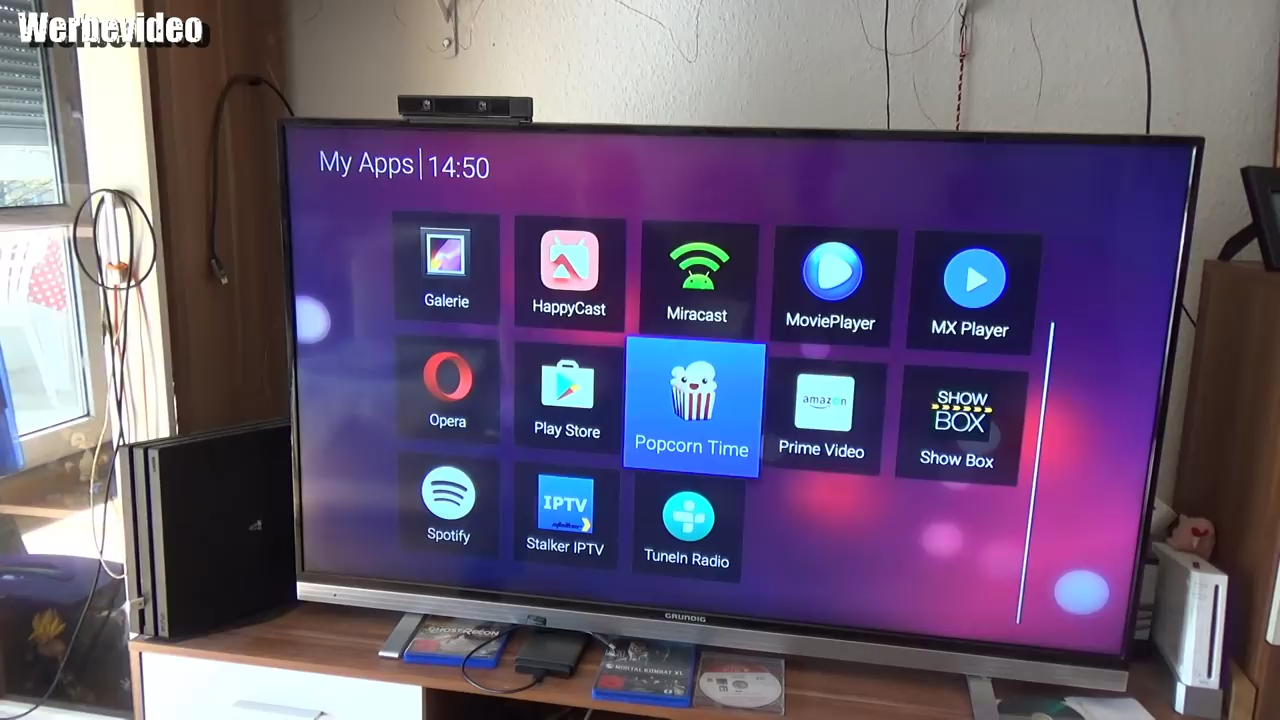 Werbevideo
My Apps|14:50
Galerie
HappyCast
Miracast
MoviePlayer
MX Player
Opera
Play Store
Popcorn Time
amazon
Prime Video
SHOW
BOX
Show Box
Spotify
IPTV
Stalker IPTV
TuneIn Radio
GRUNDIG
GHOST RECON
MORTAL KOMBAT XL